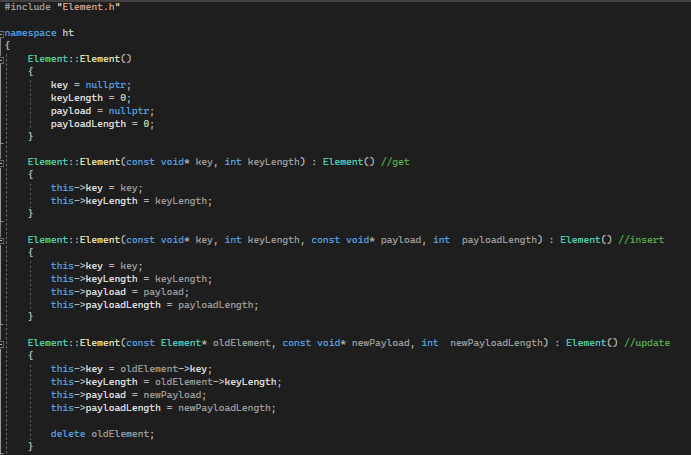 #include "Element.h"
namespace ht
{
Element::Element()
{
key = nullptr;
keyLength = 0;
payload = nullptr;
payloadLength = 0;
}
Element::Element(const void* key, int keyLength) : Element() //get
{
this->key = key;
this->keyLength = keyLength;
}
Element::Element(const void* key, int keyLength, const void* payload, int  payloadLength) : Element() //insert
{
this->key = key;
this->keyLength = keyLength;
this->payload = payload;
this->payloadLength = payloadLength;
}
Element::Element(const Element* oldElement, const void* newPayload, int  newPayloadLength) : Element() //update
{
this->key = oldElement->key;
this->keyLength = oldElement->keyLength;
this->payload = newPayload;
this->payloadLength = newPayloadLength;
delete oldElement;
}